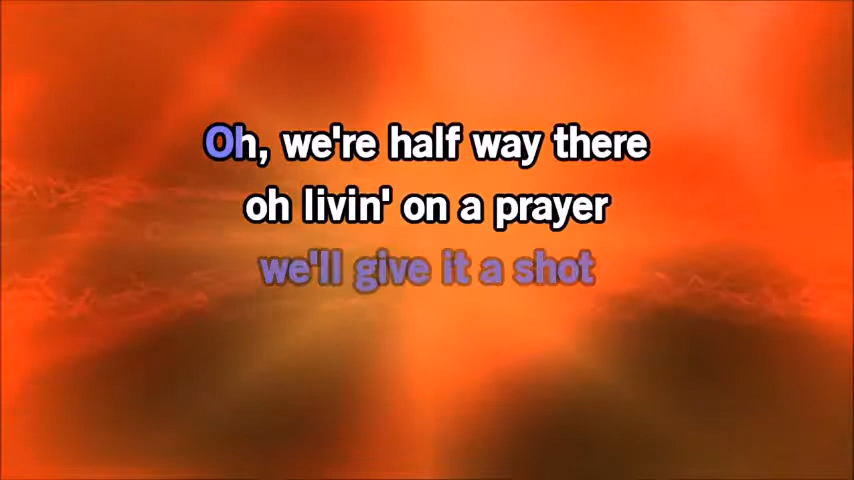 Oh, we're half way there
oh livin' on a prayer
we'll give it a shot